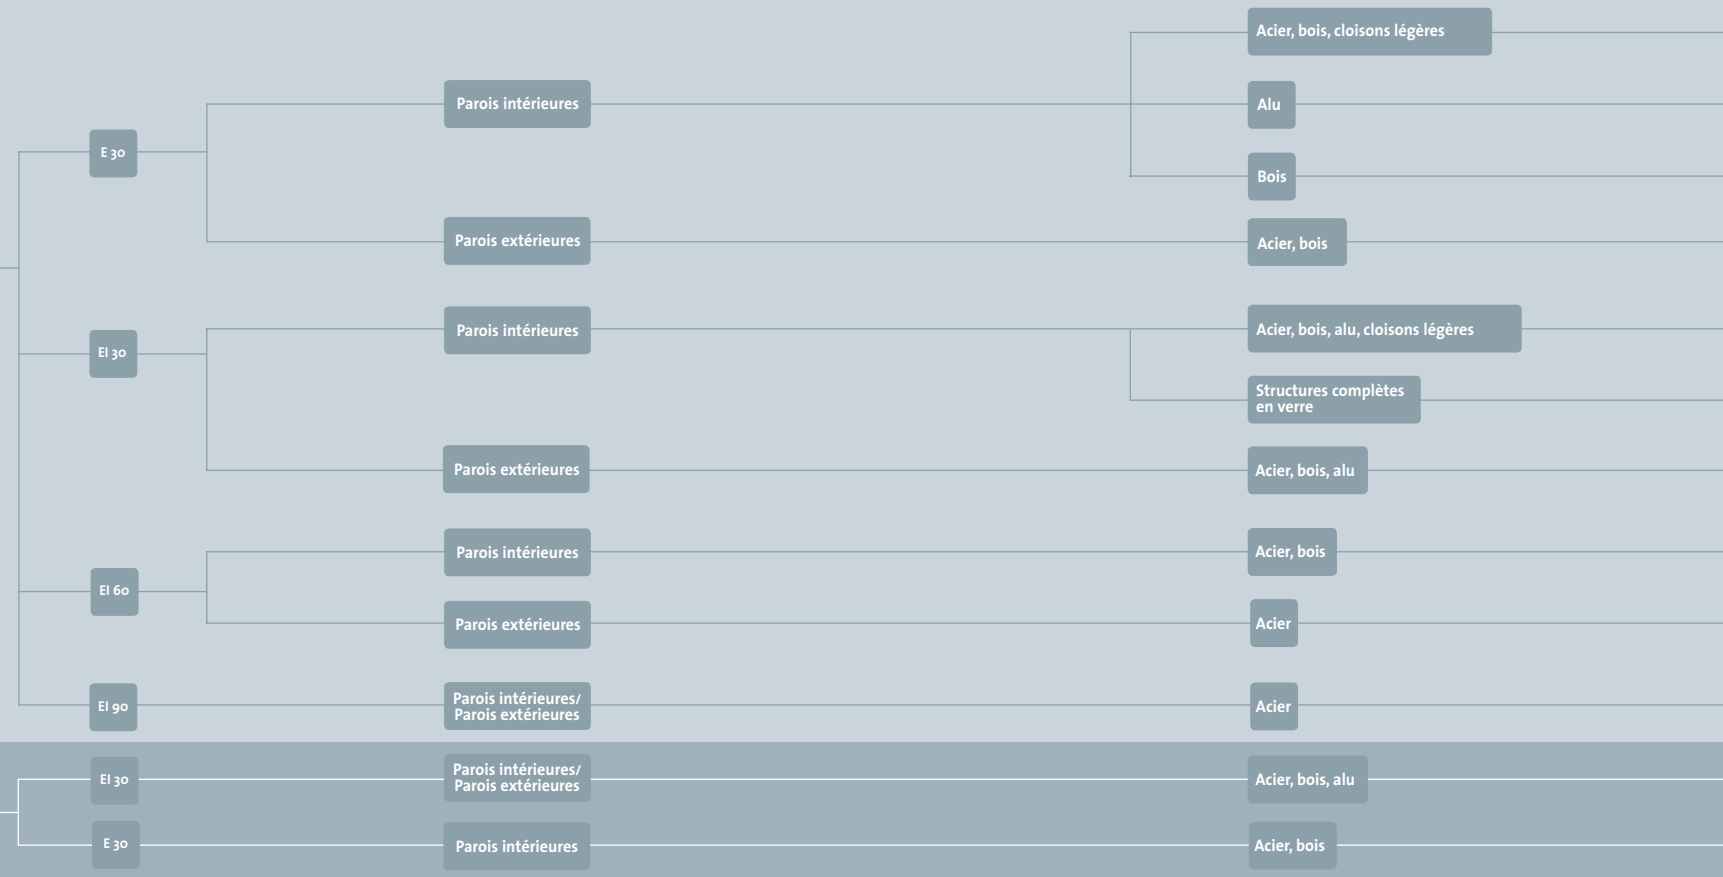 Acier, bois, cloisons légères
Parois intérieures
Alu
E 30
Bois
Parois extérieures
Acier, bois
Parois intérieures
Acier, bois, alu, cloisons légères
EI 30
Structures complètes
en verre
Parois extérieures
Acier, bois, alu
Parois intérieures
Acier, bois
EI 60
Parois extérieures
Acier
EI 90
Parois intérieures/
Parois extérieures
Acier
EI 30
Parois intérieures/
Parois extérieures
Acier, bois, alu
E 30
Parois intérieures
Acier, bois